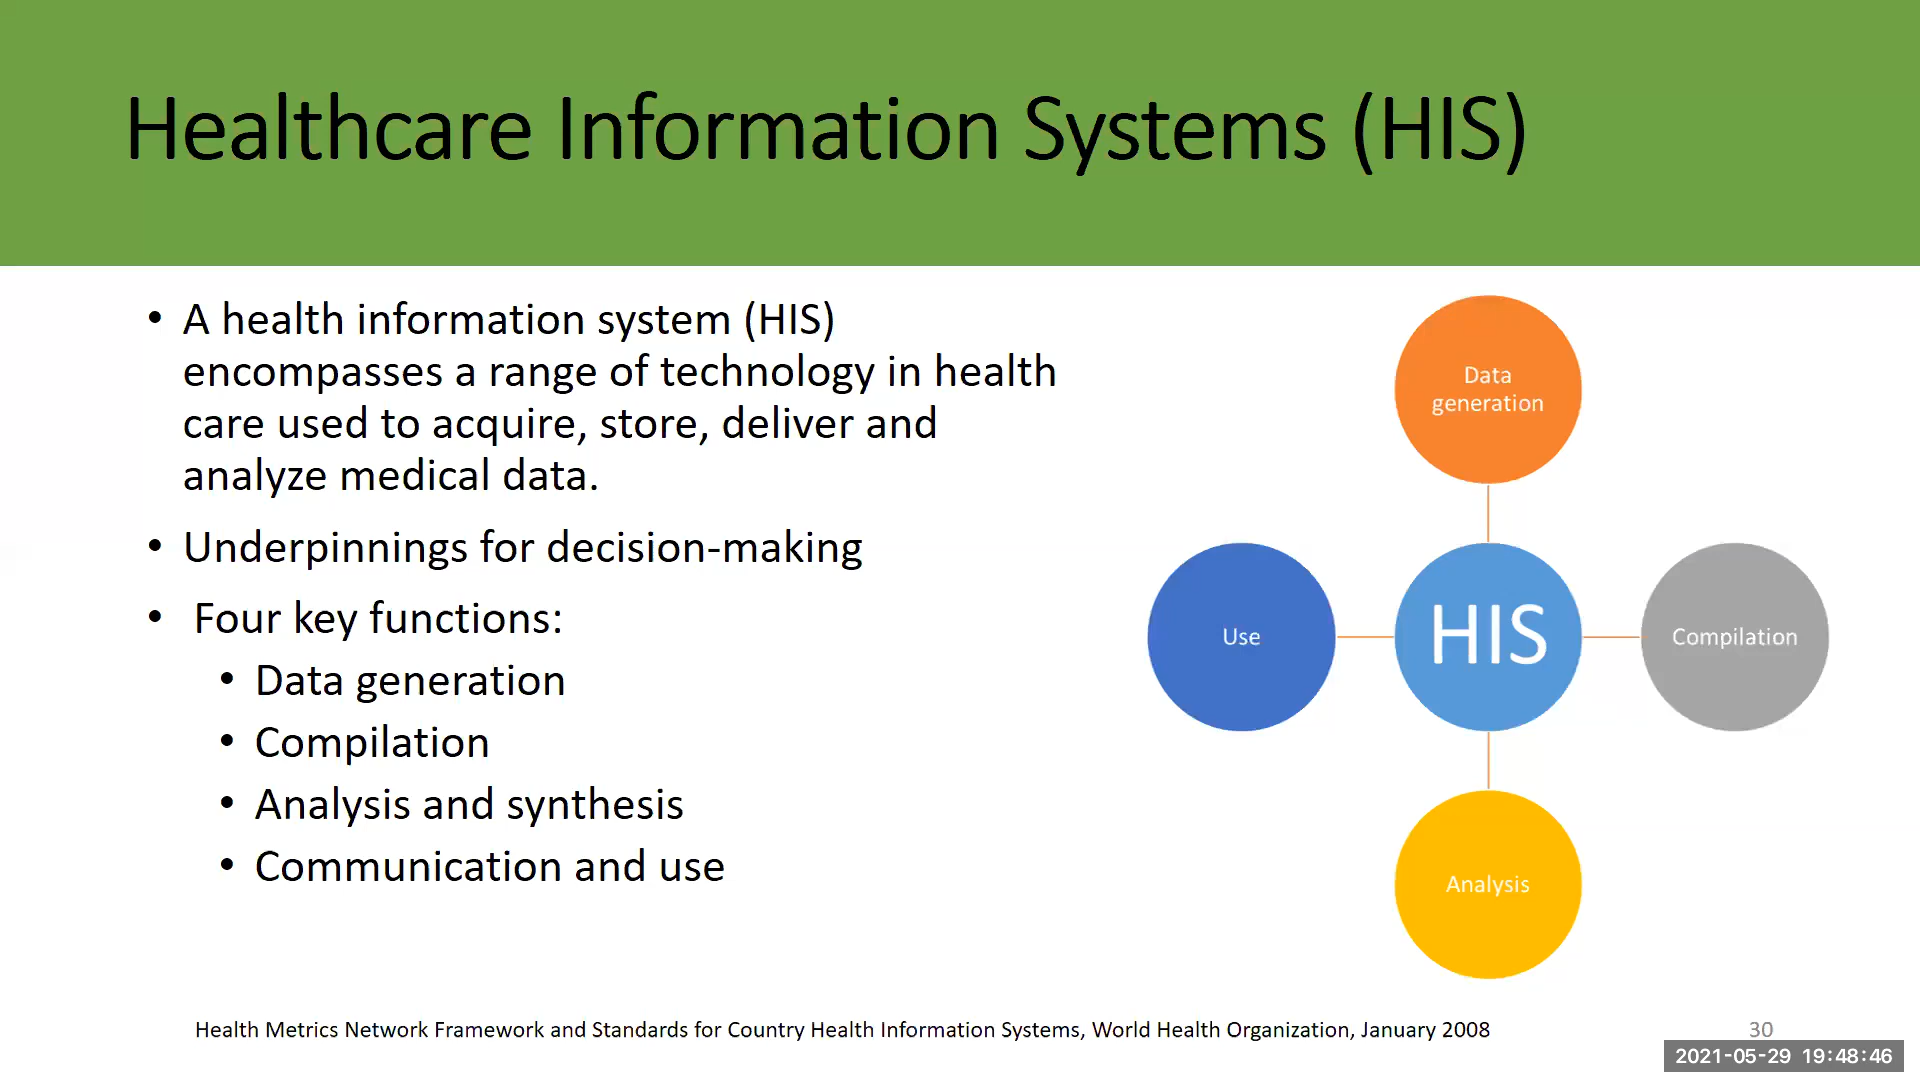 Healthcare Information Systems (HIS)
• A health information system (HIS)
encompasses a range of technology in health
care used to acquire, store, deliver and
analyze medical data.
• Underpinnings for decision-making
• Four key functions:
• Data generation
• Compilation
• Analysis and synthesis
• Communication and use
Data
generation
Use
HIS
Compilation
Analysis
Health Metrics Network Framework and Standards for Country Health Information Systems, World Health Organization, January 2008
30
2021-05-29 19:48:46